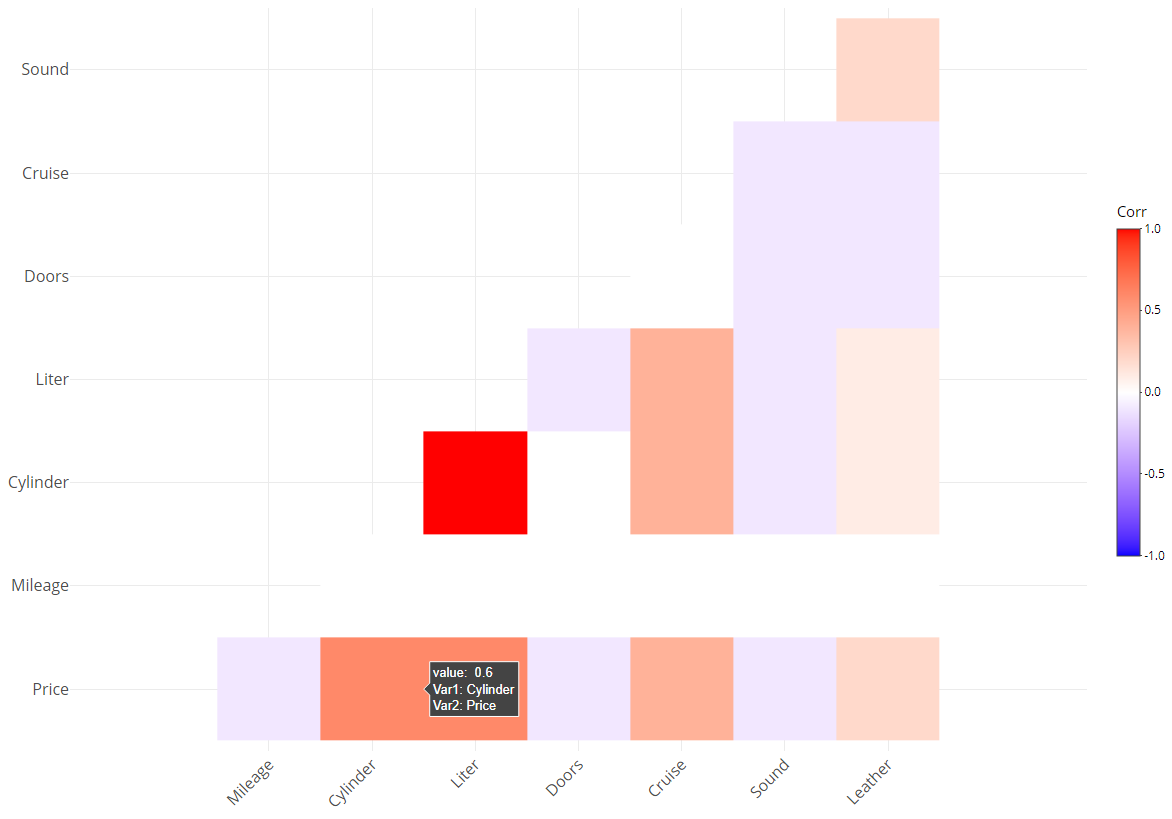 Sound
Cruise
Doors
Liter
Cylinder
Mileage
Price
value: 0.6
Var1: Cylinder
Var2: Price
Mileage
Cylinder
Liter
Doors
Cruise
Sound
Leather
Corr
1.0
0.5
0.0
-0.5
-1.0